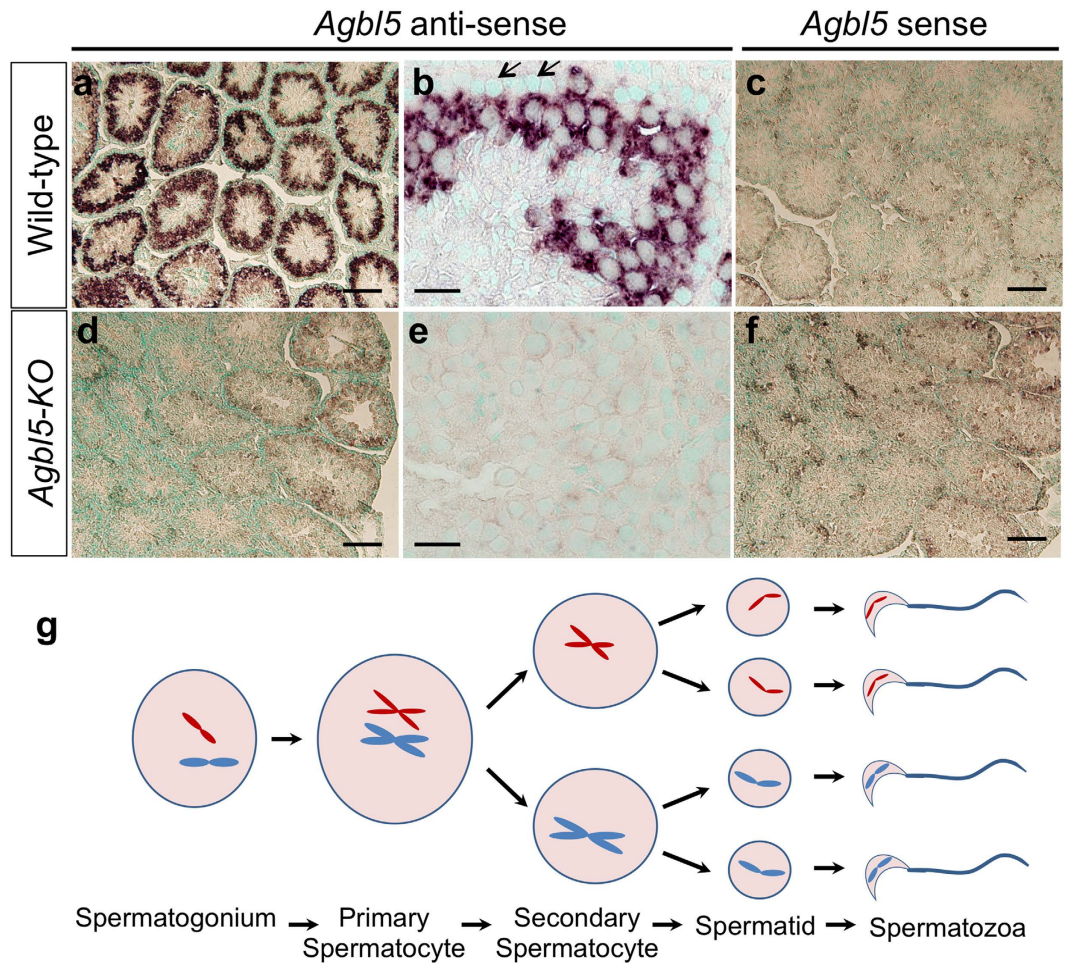 Agbl5 anti-sense
Agbl5 sense
Wild-type
a
b
c
Agbl5-KO
d
e
f
g
Spermatogonium
Primary
Spermatocyte
Secondary
Spermatocyte
Spermatid
Spermatozoa